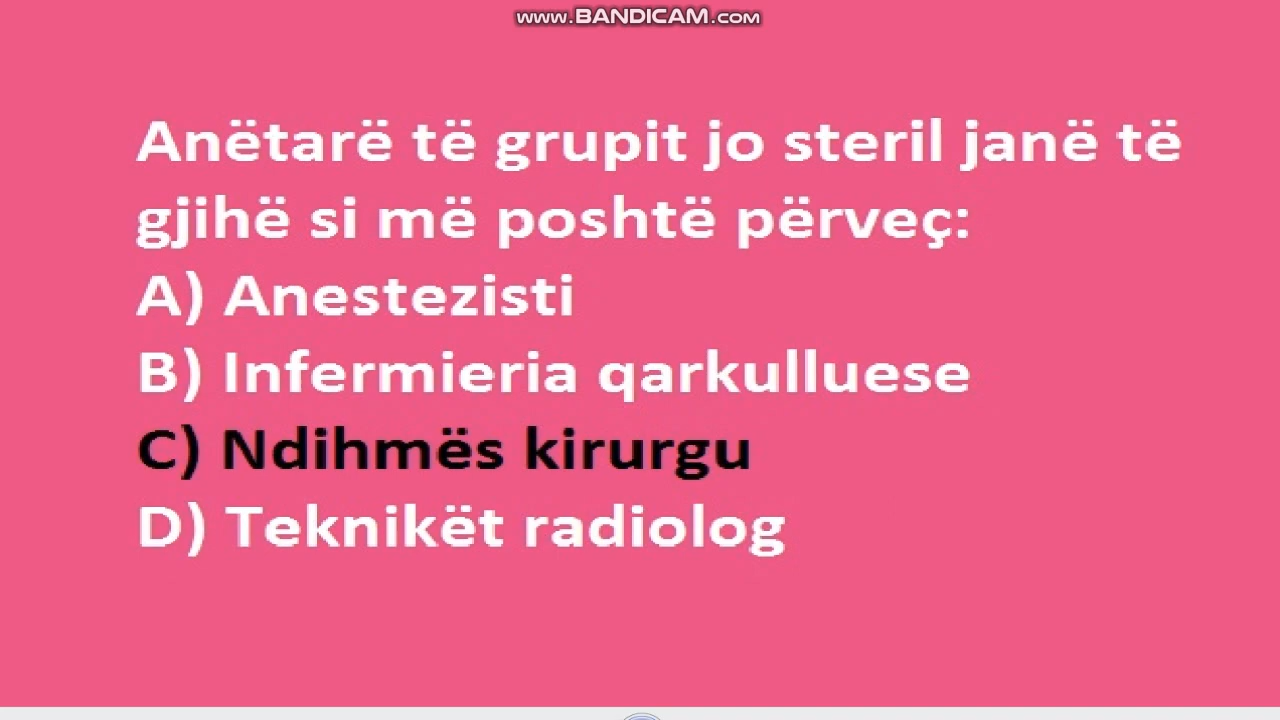 www.BANDICAM.com
Anëtarë të grupit jo steril janë të
gjihë si më poshtë përveç:
A) Anestezisti
B) Infermieria qarkulluese
C) Ndihmës kirurgu
D) Teknikët radiolog